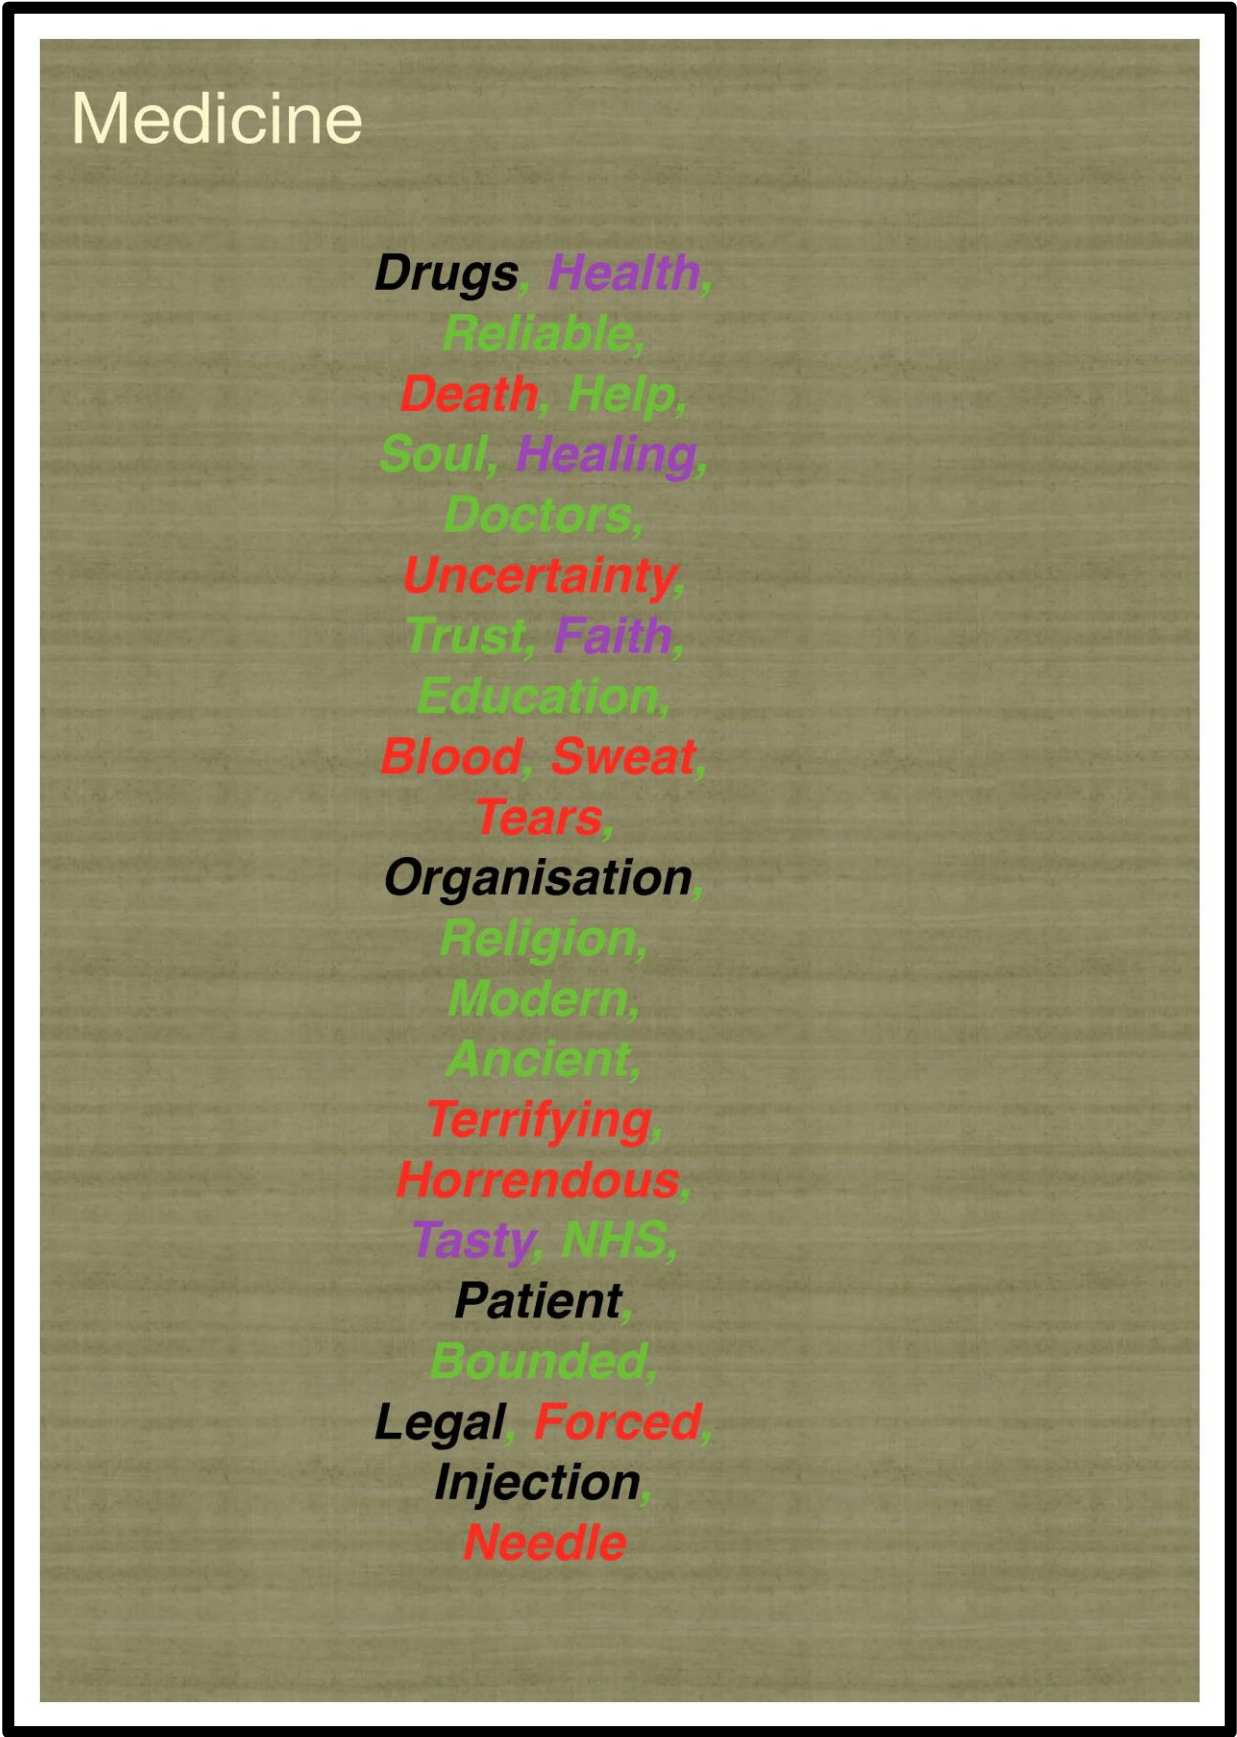 Medicine
Drugs, Health,
Reliable,
Death, Help,
Soul, Healing,
Doctors,
Uncertainty,
Trust, Faith,
Education,
Blood, Sweat,
Tears,
Organisation,
Religion,
Modern,
Ancient,
Terrifying,
Horrendous,
Tasty, NHS,
Patient,
Bounded,
Legal, Forced,
Injection,
Needle